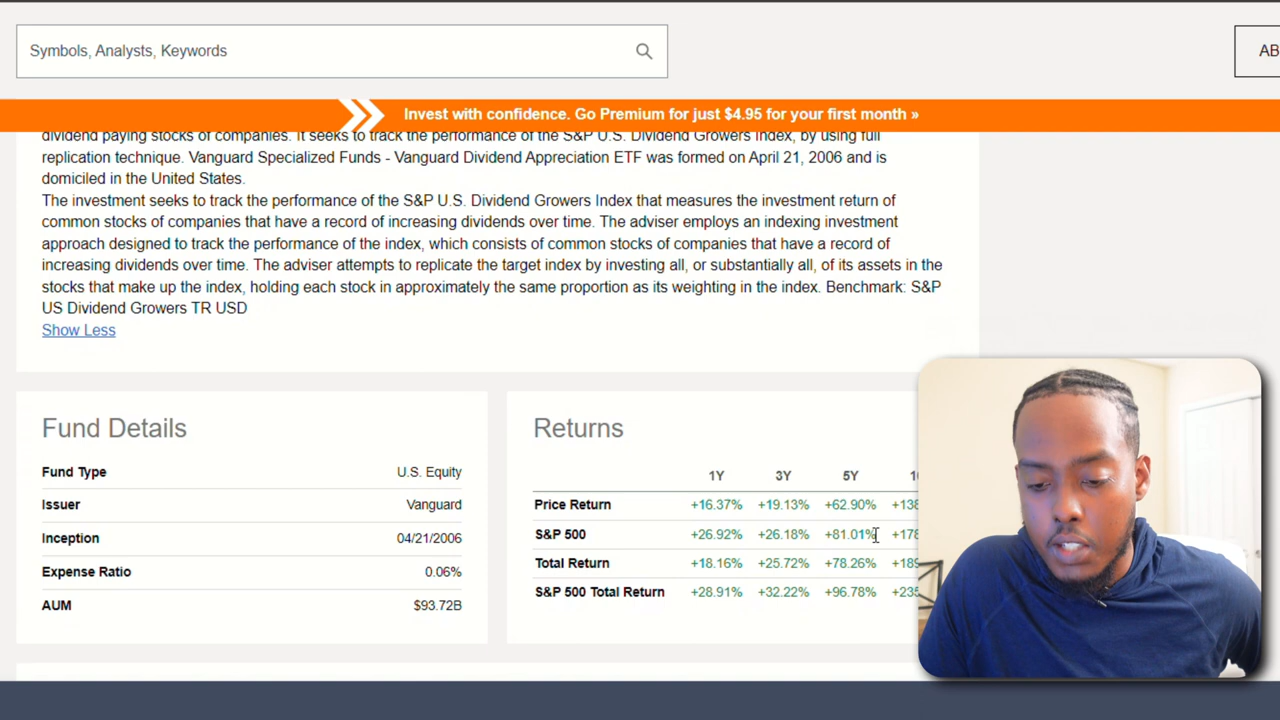 Symbols, Analysts, Keywords
AB
Invest with confidence. Go Premium for just $4.95 for your first month »
dividend paying stocks of companies. It seeks to track the performance of the S&P U.S. Dividend Growers Index, by using full
replication technique. Vanguard Specialized Funds - Vanguard Dividend Appreciation ETF was formed on April 21, 2006 and is
domiciled in the United States.
The investment seeks to track the performance of the S&P U.S. Dividend Growers Index that measures the investment return of
common stocks of companies that have a record of increasing dividends over time. The adviser employs an indexing investment
approach designed to track the performance of the index, which consists of common stocks of companies that have a record of
increasing dividends over time. The adviser attempts to replicate the target index by investing all, or substantially all, of its assets in the
stocks that make up the index, holding each stock in approximately the same proportion as its weighting in the index. Benchmark: S&P
US Dividend Growers TR USD
Show Less
Fund Details
Fund Type U.S. Equity
Issuer Vanguard
Inception 04/21/2006
Expense Ratio 0.06%
AUM $93.72B
Returns
1Y 3Y 5Y 1
Price Return +16.37% +19.13% +62.90% +138
S&P 500 +26.92% +26.18% +81.01% +178
Total Return +18.16% +25.72% +78.26% +189
S&P 500 Total Return +28.91% +32.22% +96.78% +235